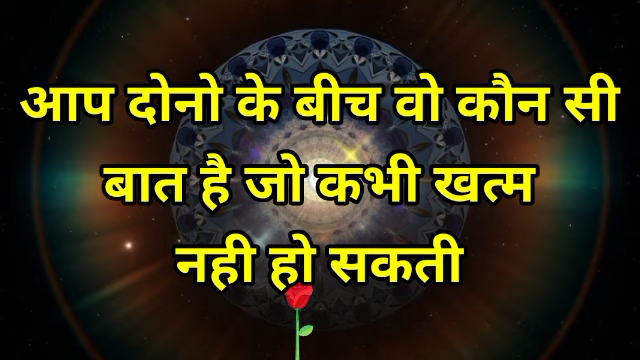 आप दोनो के बीच वो कौन सी
बात है जो कभी खत्म
नही हो सकती